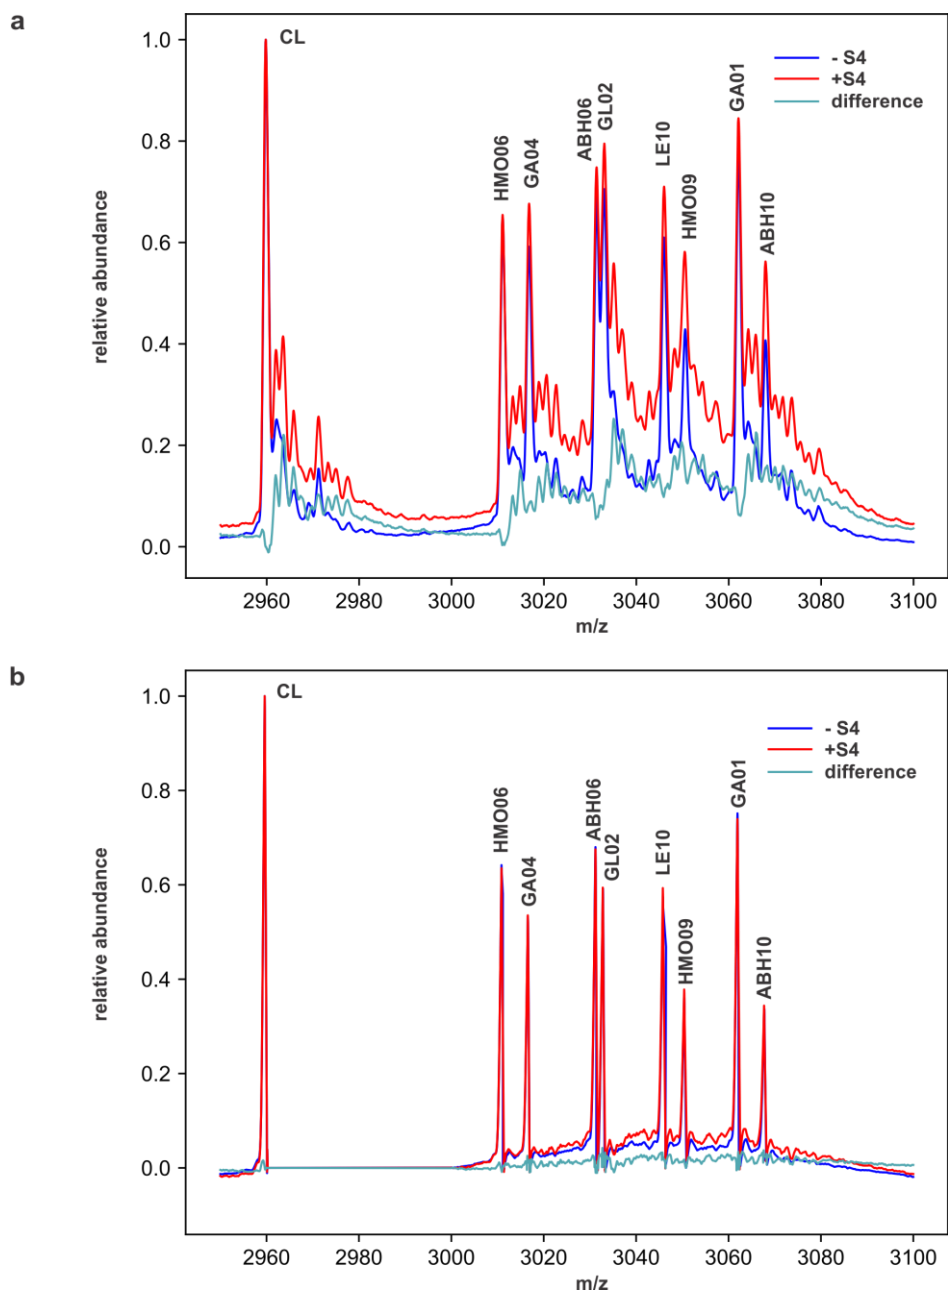 a
CL
HMO06
GA04
ABH06
GL02
LE10
HMO09
GA01
ABH10
- S4
+S4
difference
relative abundance
1.0
0.8
0.6
0.4
0.2
0.0
2960 2980 3000 3020 3040 3060 3080 3100
m/z
b
CL
HMO06
GA04
ABH06
GL02
LE10
HMO09
GA01
ABH10
- S4
+S4
difference
relative abundance
1.0
0.8
0.6
0.4
0.2
0.0
2960 2980 3000 3020 3040 3060 3080 3100
m/z